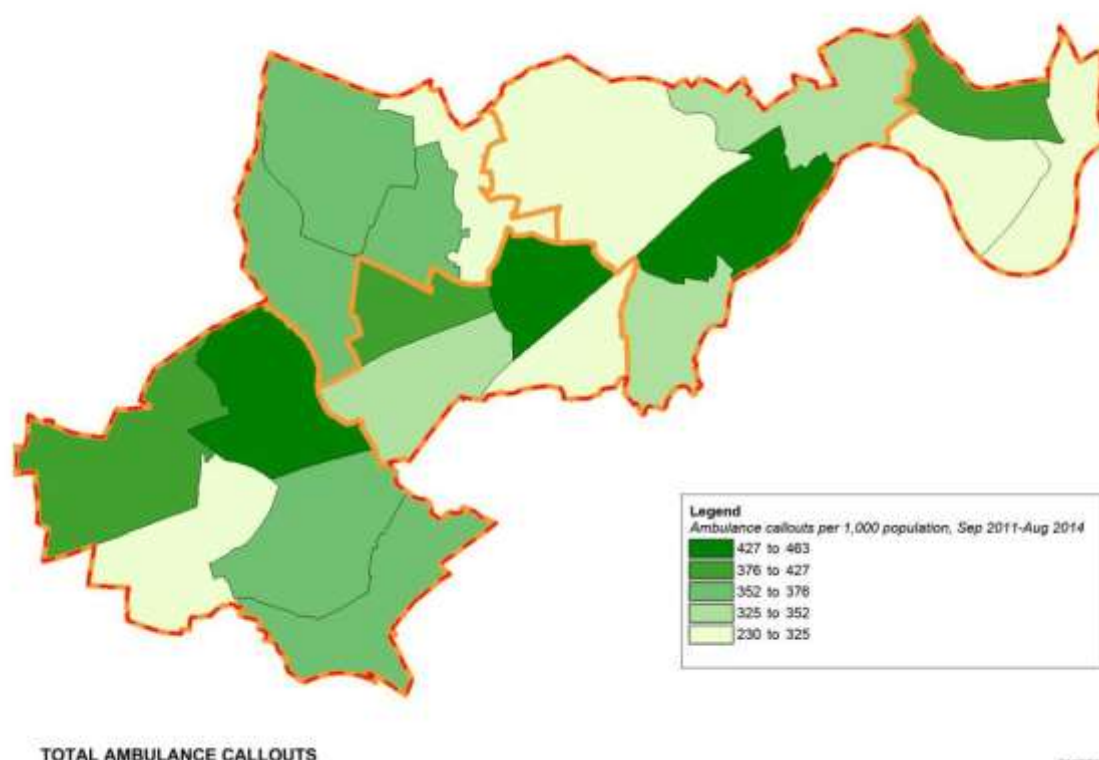 Legend
Ambulance callouts per 1,000 population, Sep 2011-Aug 2014
427 to 463
376 to 427
352 to 376
325 to 352
230 to 325
TOTAL AMBULANCE CALLOUTS